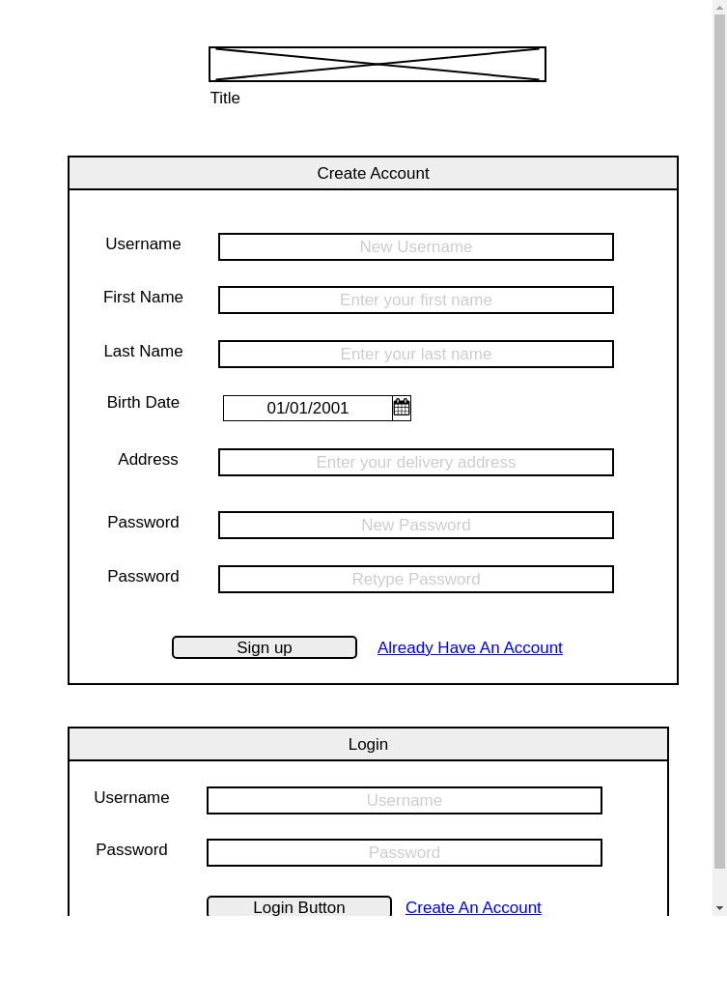 Title
Create Account
Username New Username
First Name Enter your first name
Last Name Enter your last name
Birth Date 01/01/2001
Address Enter your delivery address
Password New Password
Password Retype Password
Sign up Already Have An Account
Login
Username Username
Password Password
Login Button Create An Account